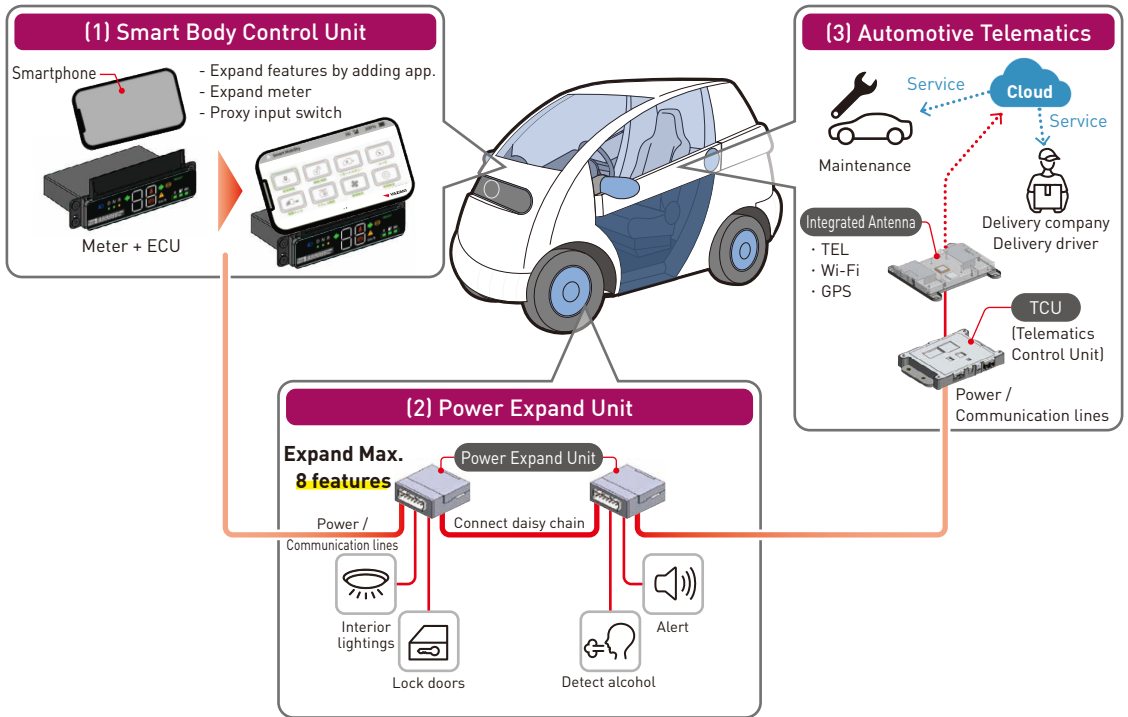 (1) Smart Body Control Unit
Smartphone
- Expand features by adding app.
- Expand meter
- Proxy input switch
Meter + ECU
YAZAKI
(3) Automotive Telematics
Service
Cloud
Service
Maintenance
Delivery company
Delivery driver
Integrated Antenna
· TEL
· Wi-Fi
· GPS
TCU
(Telematics
Control Unit)
Power /
Communication lines
(2) Power Expand Unit
Expand Max.
8 features
Power Expand Unit
Power /
Communication lines
Connect daisy chain
Interior
lightings
Lock doors
Detect alcohol
Alert